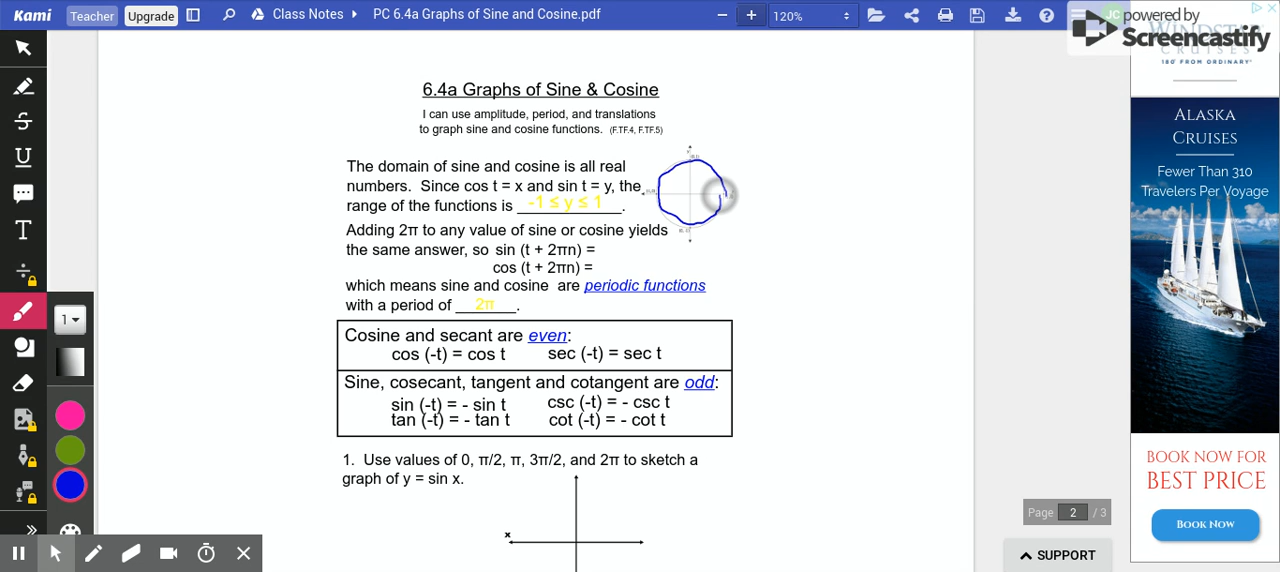 Kami
Teacher
Upgrade
Class Notes
PC 6.4a Graphs of Sine and Cosine.pdf
120%
powered by
Screencastify
CRUISES
180° FROM ORDINARY
6.4a Graphs of Sine & Cosine
I can use amplitude, period, and translations
to graph sine and cosine functions. (F.TF.4, F.TF.5)
The domain of sine and cosine is all real
numbers. Since cos t = x and sin t = y, the
range of the functions is -1 ≤ y ≤ 1.
Adding 2π to any value of sine or cosine yields
the same answer, so sin (t + 2πn) =
cos (t + 2πn) =
which means sine and cosine are periodic functions
with a period of 2π.
Cosine and secant are even:
cos (-t) = cos t sec (-t) = sec t
Sine, cosecant, tangent and cotangent are odd:
sin (-t) = - sin t csc (-t) = - csc t
tan (-t) = - tan t cot (-t) = - cot t
1. Use values of 0, π/2, π, 3π/2, and 2π to sketch a
graph of y = sin x.
x
1
T
Page 2 / 3
SUPPORT
ALASKA
CRUISES
Fewer Than 310
Travelers Per Voyage
BOOK NOW FOR
BEST PRICE
BOOK NOW